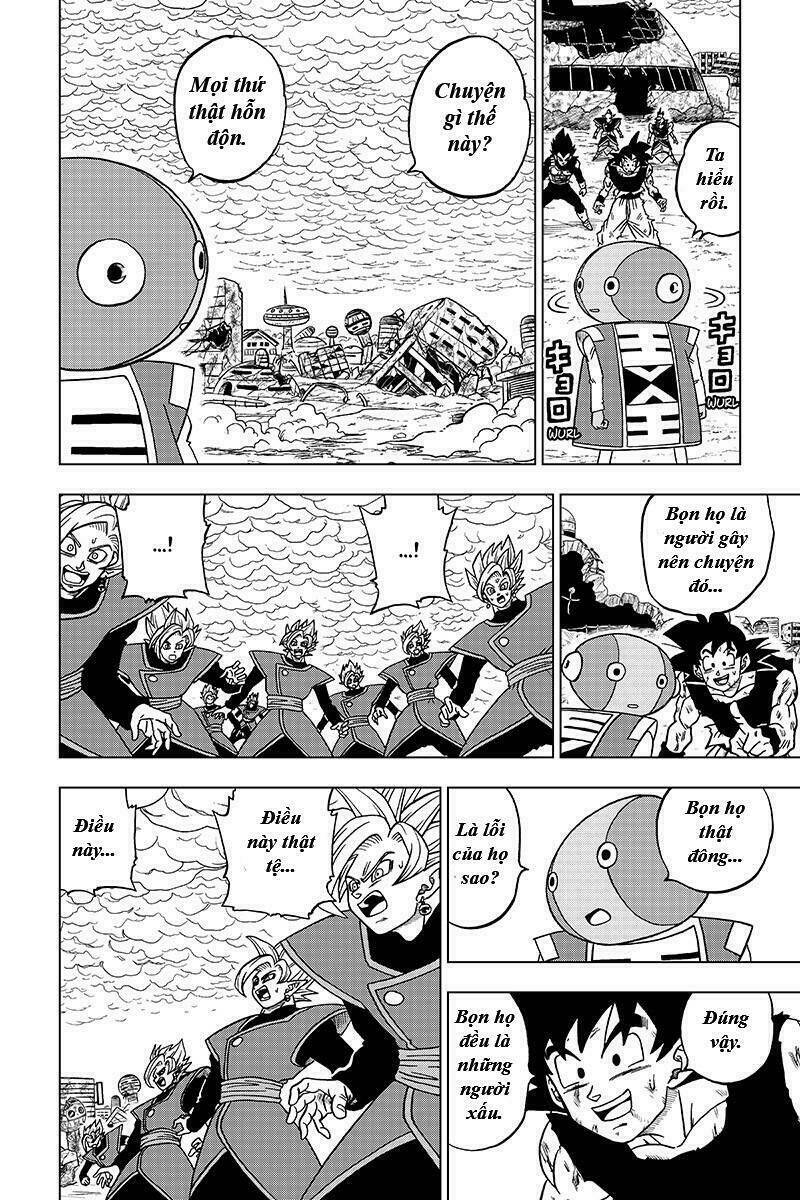 Ta
hiểu
rồi.
キョロ
WURL
キョロ
WURL
Chuyện
gì thế
này?
Mọi thứ
thật hỗn
độn.
Bọn họ là
người gây
nên chuyện
đó...
...!
...!
Bọn họ
thật
đông...
Là lỗi
của họ
sao?
Đúng
vậy.
Bọn họ
đều là
những
người
xấu.
Điều
này thật
tệ...
Điều
này...